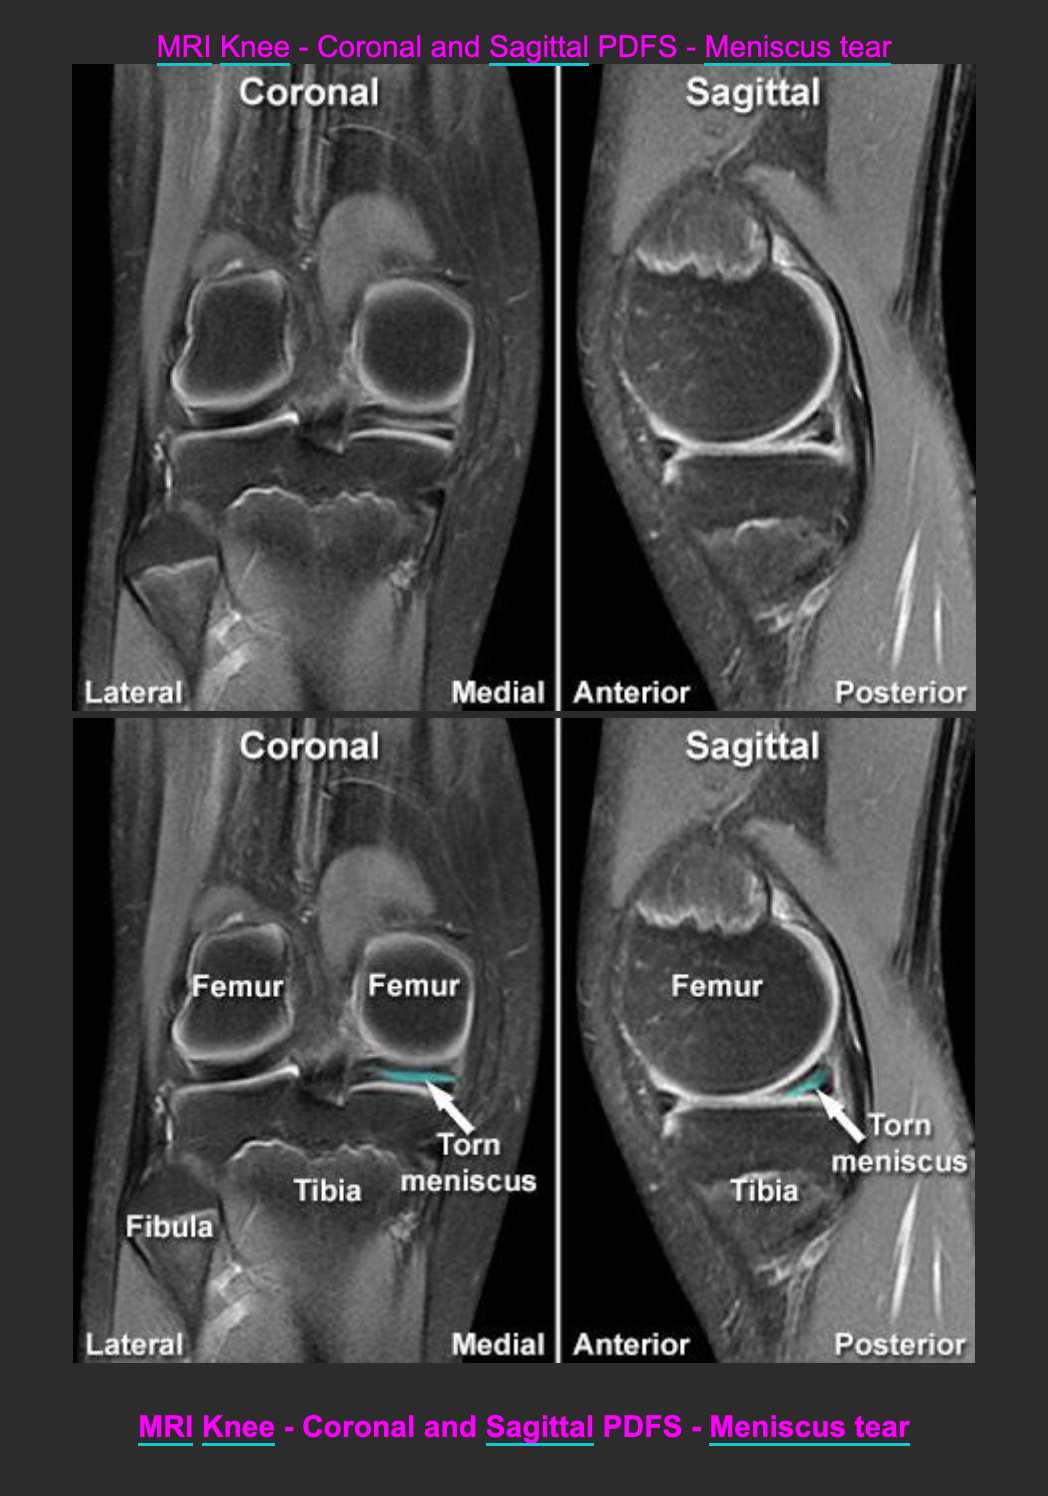 MRI Knee - Coronal and Sagittal PDFS - Meniscus tear
Coronal
Sagittal
Lateral
Medial
Anterior
Posterior
Coronal
Sagittal
Femur
Femur
Femur
Torn
meniscus
Torn
meniscus
Tibia
Tibia
Fibula
Lateral
Medial
Anterior
Posterior
MRI Knee - Coronal and Sagittal PDFS - Meniscus tear